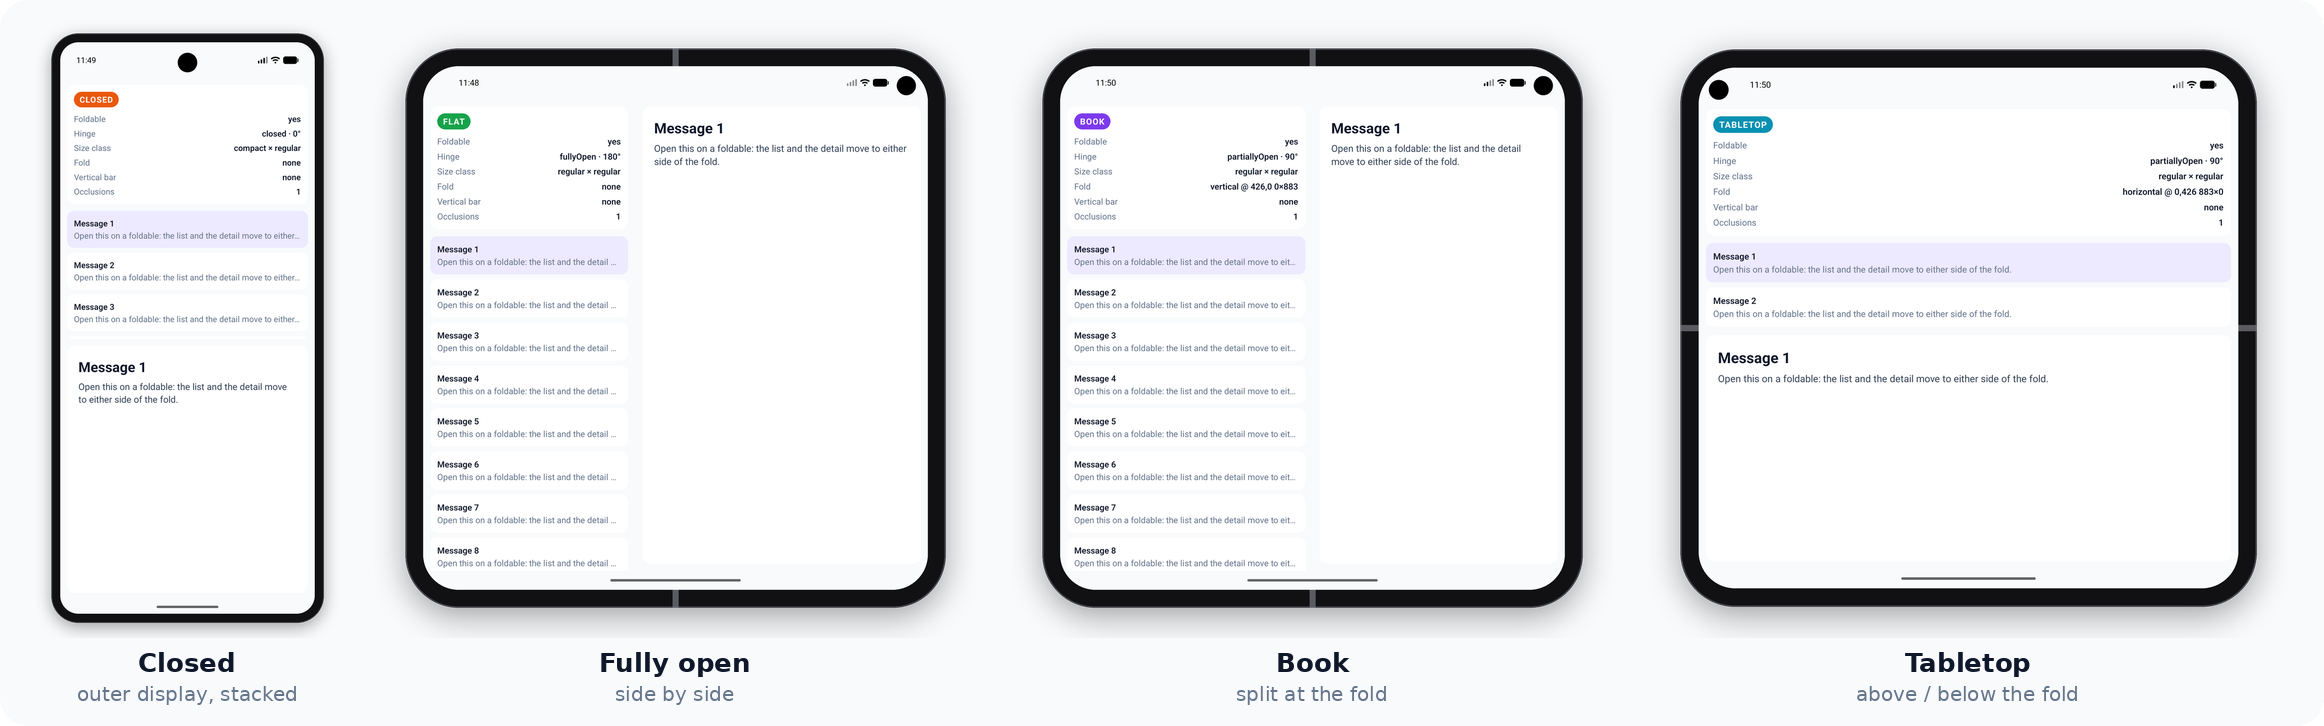 11:49
CLOSED
Foldable yes
Hinge closed · 0°
Size class compact × regular
Fold none
Vertical bar none
Occlusions 1
Message 1
Open this on a foldable: the list and the detail move to either...
Message 2
Open this on a foldable: the list and the detail move to either...
Message 3
Open this on a foldable: the list and the detail move to either...
Message 1
Open this on a foldable: the list and the detail move
to either side of the fold.
Closed
outer display, stacked
11:48
FLAT
Foldable yes
Hinge fullyOpen · 180°
Size class regular × regular
Fold none
Vertical bar none
Occlusions 1
Message 1
Open this on a foldable: the list and the detail ...
Message 2
Open this on a foldable: the list and the detail ...
Message 3
Open this on a foldable: the list and the detail ...
Message 4
Open this on a foldable: the list and the detail ...
Message 5
Open this on a foldable: the list and the detail ...
Message 6
Open this on a foldable: the list and the detail ...
Message 7
Open this on a foldable: the list and the detail ...
Message 8
Open this on a foldable: the list and the detail ...
Message 1
Open this on a foldable: the list and the detail move to either
side of the fold.
Fully open
side by side
11:50
BOOK
Foldable yes
Hinge partiallyOpen · 90°
Size class regular × regular
Fold vertical @ 426,0 0×883
Vertical bar none
Occlusions 1
Message 1
Open this on a foldable: the list and the detail move to eit...
Message 2
Open this on a foldable: the list and the detail move to eit...
Message 3
Open this on a foldable: the list and the detail move to eit...
Message 4
Open this on a foldable: the list and the detail move to eit...
Message 5
Open this on a foldable: the list and the detail move to eit...
Message 6
Open this on a foldable: the list and the detail move to eit...
Message 7
Open this on a foldable: the list and the detail move to eit...
Message 8
Open this on a foldable: the list and the detail move to eit...
Message 1
Open this on a foldable: the list and the detail
move to either side of the fold.
Book
split at the fold
11:50
TABLETOP
Foldable yes
Hinge partiallyOpen · 90°
Size class regular × regular
Fold horizontal @ 0,426 883×0
Vertical bar none
Occlusions 1
Message 1
Open this on a foldable: the list and the detail move to either side of the fold.
Message 2
Open this on a foldable: the list and the detail move to either side of the fold.
Message 1
Open this on a foldable: the list and the detail move to either side of the fold.
Tabletop
above / below the fold